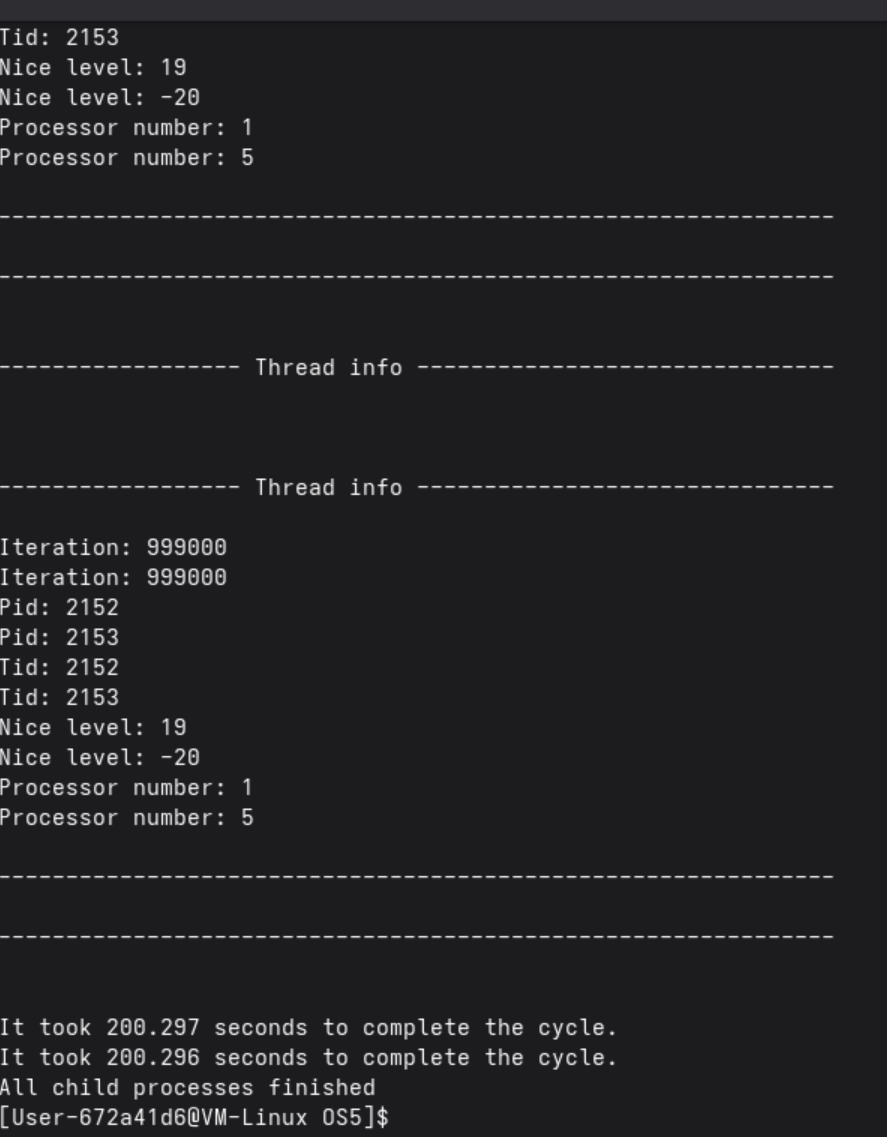 Tid: 2153
Nice level: 19
Nice level: -20
Processor number: 1
Processor number: 5
--------------------------------------------------------------
--------------------------------------------------------------
------------------ Thread info -------------------------------
------------------ Thread info -------------------------------
Iteration: 999000
Iteration: 999000
Pid: 2152
Pid: 2153
Tid: 2152
Tid: 2153
Nice level: 19
Nice level: -20
Processor number: 1
Processor number: 5
--------------------------------------------------------------
--------------------------------------------------------------
It took 200.297 seconds to complete the cycle.
It took 200.296 seconds to complete the cycle.
All child processes finished
[User-672a41d6@VM-Linux OS5]$